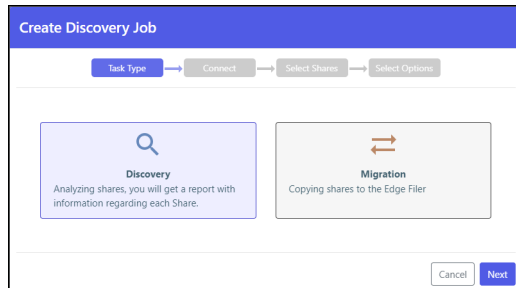 Create Discovery Job
Task Type Connect Select Shares Select Options
Discovery
Analyzing shares, you will get a report with
information regarding each Share.
Migration
Copying shares to the Edge Filer
Cancel Next